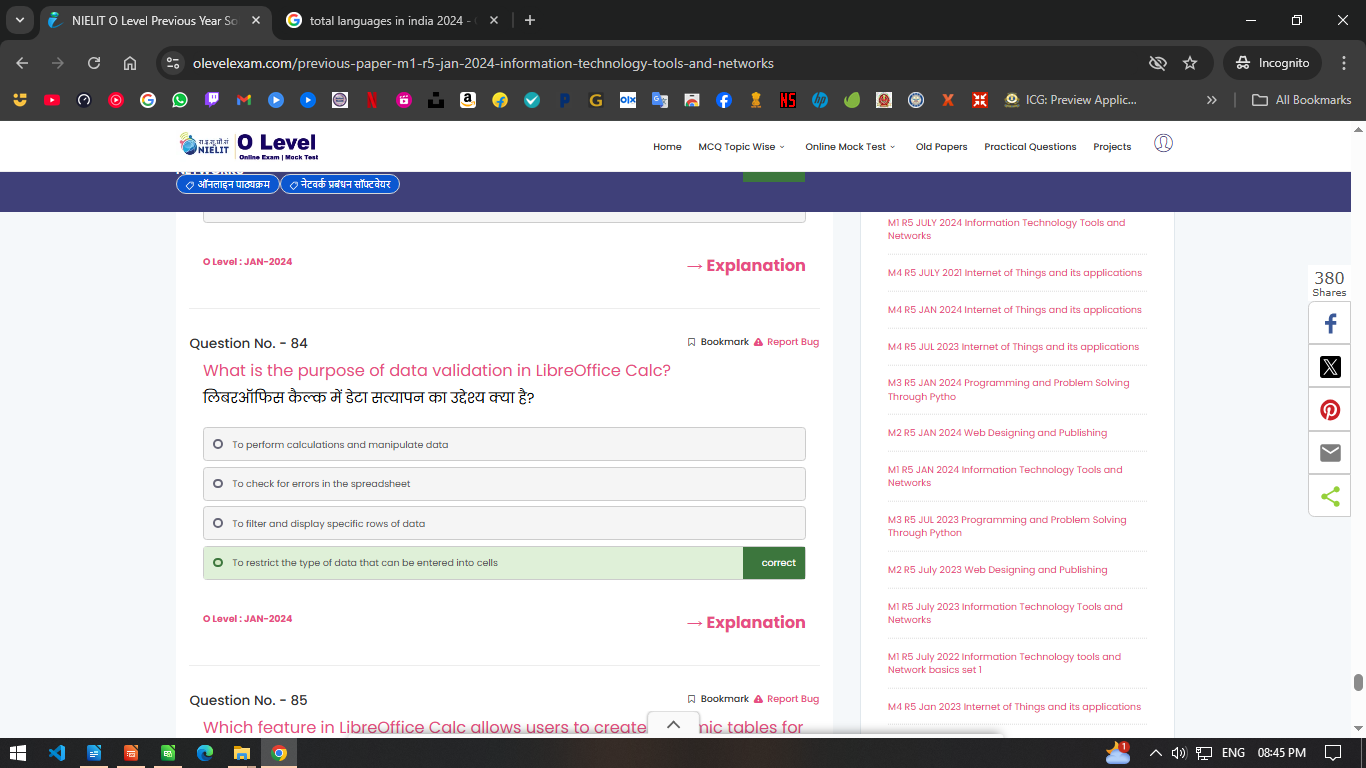 NIELIT O Level Previous Year So
total languages in india 2024 -
olevelexam.com/previous-paper-m1-r5-jan-2024-information-technology-tools-and-networks
Incognito
ICG: Preview Applic...
All Bookmarks
रा.इ.सू.प्रौ.सं
NIELIT
O Level
Online Exam | Mock Test
Home
MCQ Topic Wise
Online Mock Test
Old Papers
Practical Questions
Projects
ऑनलाइन पाठ्यक्रम
नेटवर्क प्रबंधन सॉफ्टवेयर
O Level : JAN-2024
→ Explanation
Question No. - 84
Bookmark
Report Bug
What is the purpose of data validation in LibreOffice Calc?
लिबरऑफिस कैल्क में डेटा सत्यापन का उद्देश्य क्या है?
To perform calculations and manipulate data
To check for errors in the spreadsheet
To filter and display specific rows of data
To restrict the type of data that can be entered into cells
correct
O Level : JAN-2024
→ Explanation
Question No. - 85
Bookmark
Report Bug
Which feature in LibreOffice Calc allows users to create
mic tables for
M1 R5 JULY 2024 Information Technology Tools and
Networks
M4 R5 JULY 2021 Internet of Things and its applications
M4 R5 JAN 2024 Internet of Things and its applications
M4 R5 JUL 2023 Internet of Things and its applications
M3 R5 JAN 2024 Programming and Problem Solving
Through Pytho
M2 R5 JAN 2024 Web Designing and Publishing
M1 R5 JAN 2024 Information Technology Tools and
Networks
M3 R5 JUL 2023 Programming and Problem Solving
Through Python
M2 R5 July 2023 Web Designing and Publishing
M1 R5 July 2023 Information Technology Tools and
Networks
M1 R5 July 2022 Information Technology tools and
Network basics set 1
M4 R5 Jan 2023 Internet of Things and its applications
380
Shares
1
ENG
08:45 PM